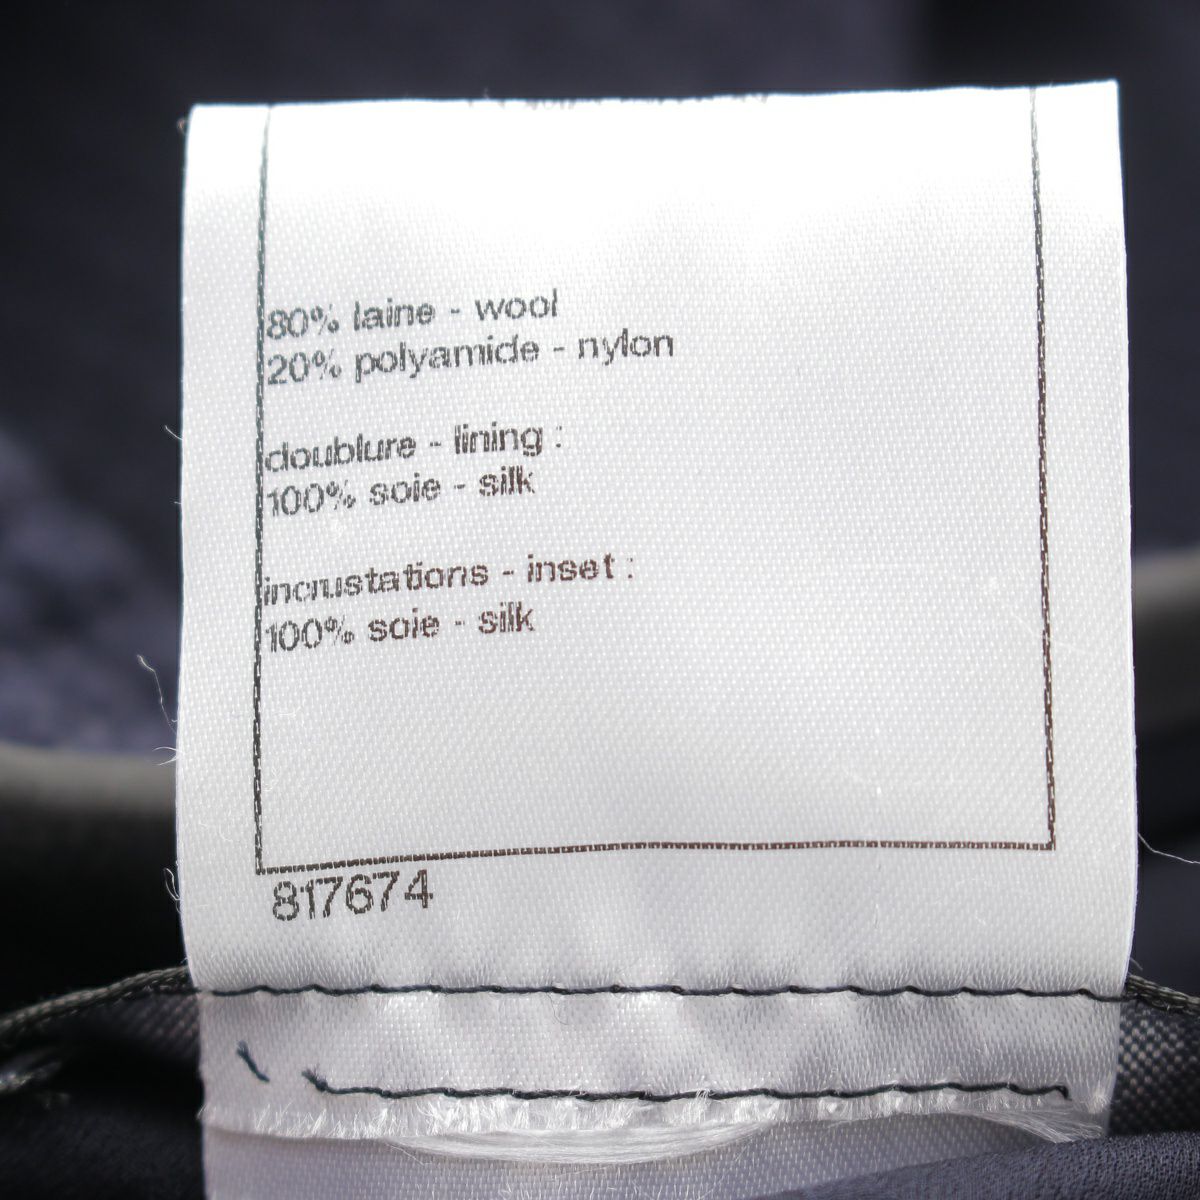 80% laine - wool
20% polyamide - nylon
doublure - lining :
100% soie - silk
incrustations - inset :
100% soie - silk
817674